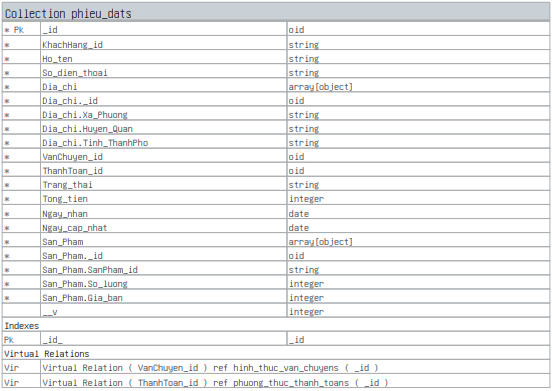 Collection phieu_dats
* Pk _id oid
* KhachHang_id string
* Ho_ten string
* So_dien_thoai string
* Dia_chi array[object]
* Dia_chi._id oid
* Dia_chi.Xa_Phuong string
* Dia_chi.Huyen_Quan string
* Dia_chi.Tinh_ThanhPho string
* VanChuyen_id oid
* ThanhToan_id oid
* Trang_thai string
* Tong_tien integer
* Ngay_nhan date
* Ngay_cap_nhat date
* San_Pham array[object]
* San_Pham._id oid
* San_Pham.SanPham_id string
* San_Pham.So_luong integer
* San_Pham.Gia_ban integer
__v integer
Indexes
Pk _id_ _id
Virtual Relations
Vir Virtual Relation ( VanChuyen_id ) ref hinh_thuc_van_chuyens ( _id )
Vir Virtual Relation ( ThanhToan_id ) ref phuong_thuc_thanh_toans ( _id )